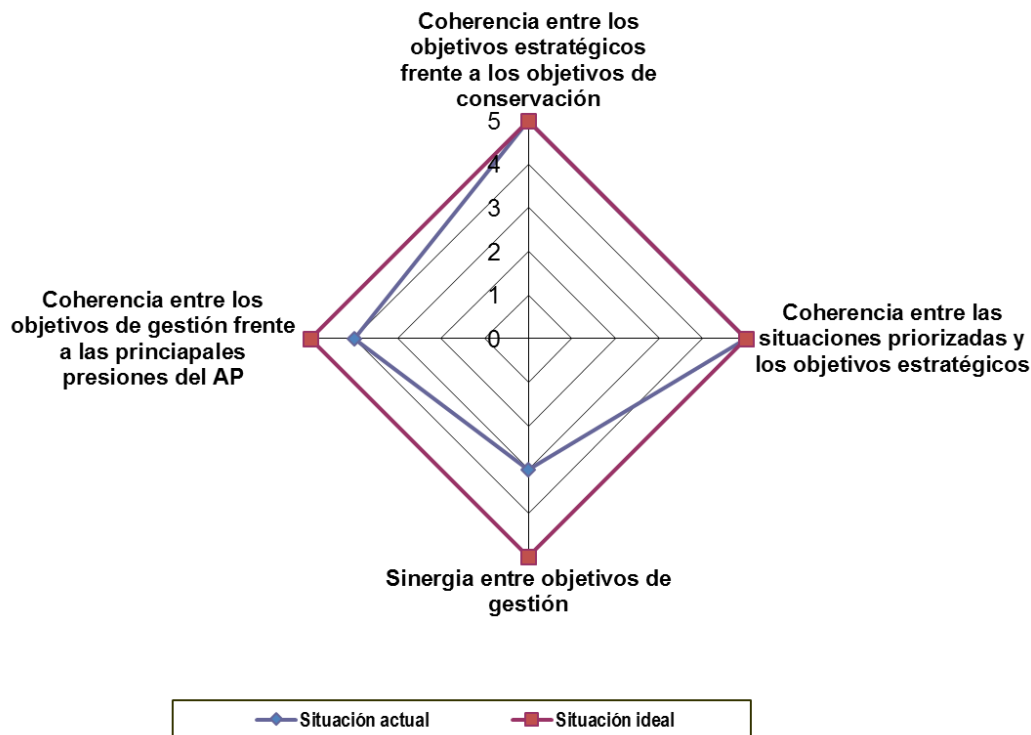 Coherencia entre los
objetivos estratégicos
frente a los objetivos de
conservación
5
4
3
2
1
0
Coherencia entre los
objetivos de gestión frente
a las princiapales
presiones del AP
Coherencia entre las
situaciones priorizadas y
los objetivos estratégicos
Sinergia entre objetivos de
gestión
Situación actual
Situación ideal